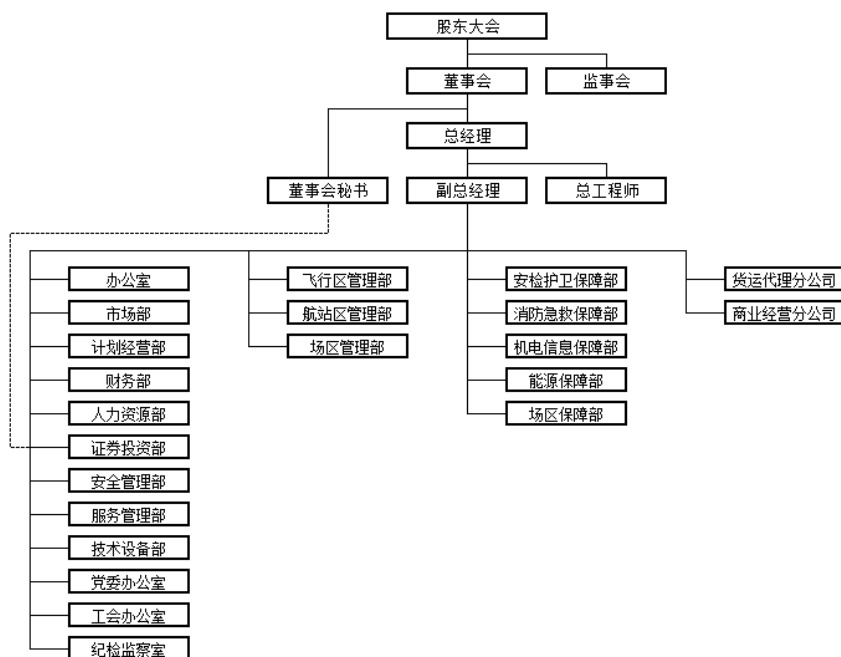 股东大会
董事会
监事会
总经理
董事会秘书
副总经理
总工程师
办公室
市场部
计划经营部
财务部
人力资源部
证券投资部
安全管理部
服务管理部
技术设备部
党委办公室
工会办公室
纪检监察室
飞行区管理部
航站区管理部
场区管理部
安检护卫保障部
消防急救保障部
机电信息保障部
能源保障部
场区保障部
货运代理分公司
商业经营分公司